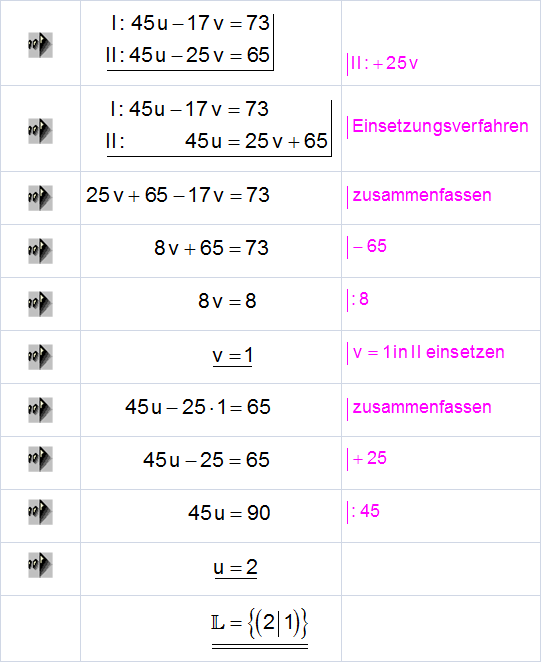 I: 45u − 17v = 73
II: 45u − 25v = 65 |II: + 25v
I: 45u − 17v = 73
II: 45u = 25v + 65 |Einsetzungsverfahren
25v + 65 − 17v = 73 |zusammenfassen
8v + 65 = 73 |− 65
8v = 8 |: 8
v = 1 |v = 1 in II einsetzen
45u − 25 · 1 = 65 |zusammenfassen
45u − 25 = 65 |+ 25
45u = 90 |: 45
u = 2
𝕃 = {(2|1)}